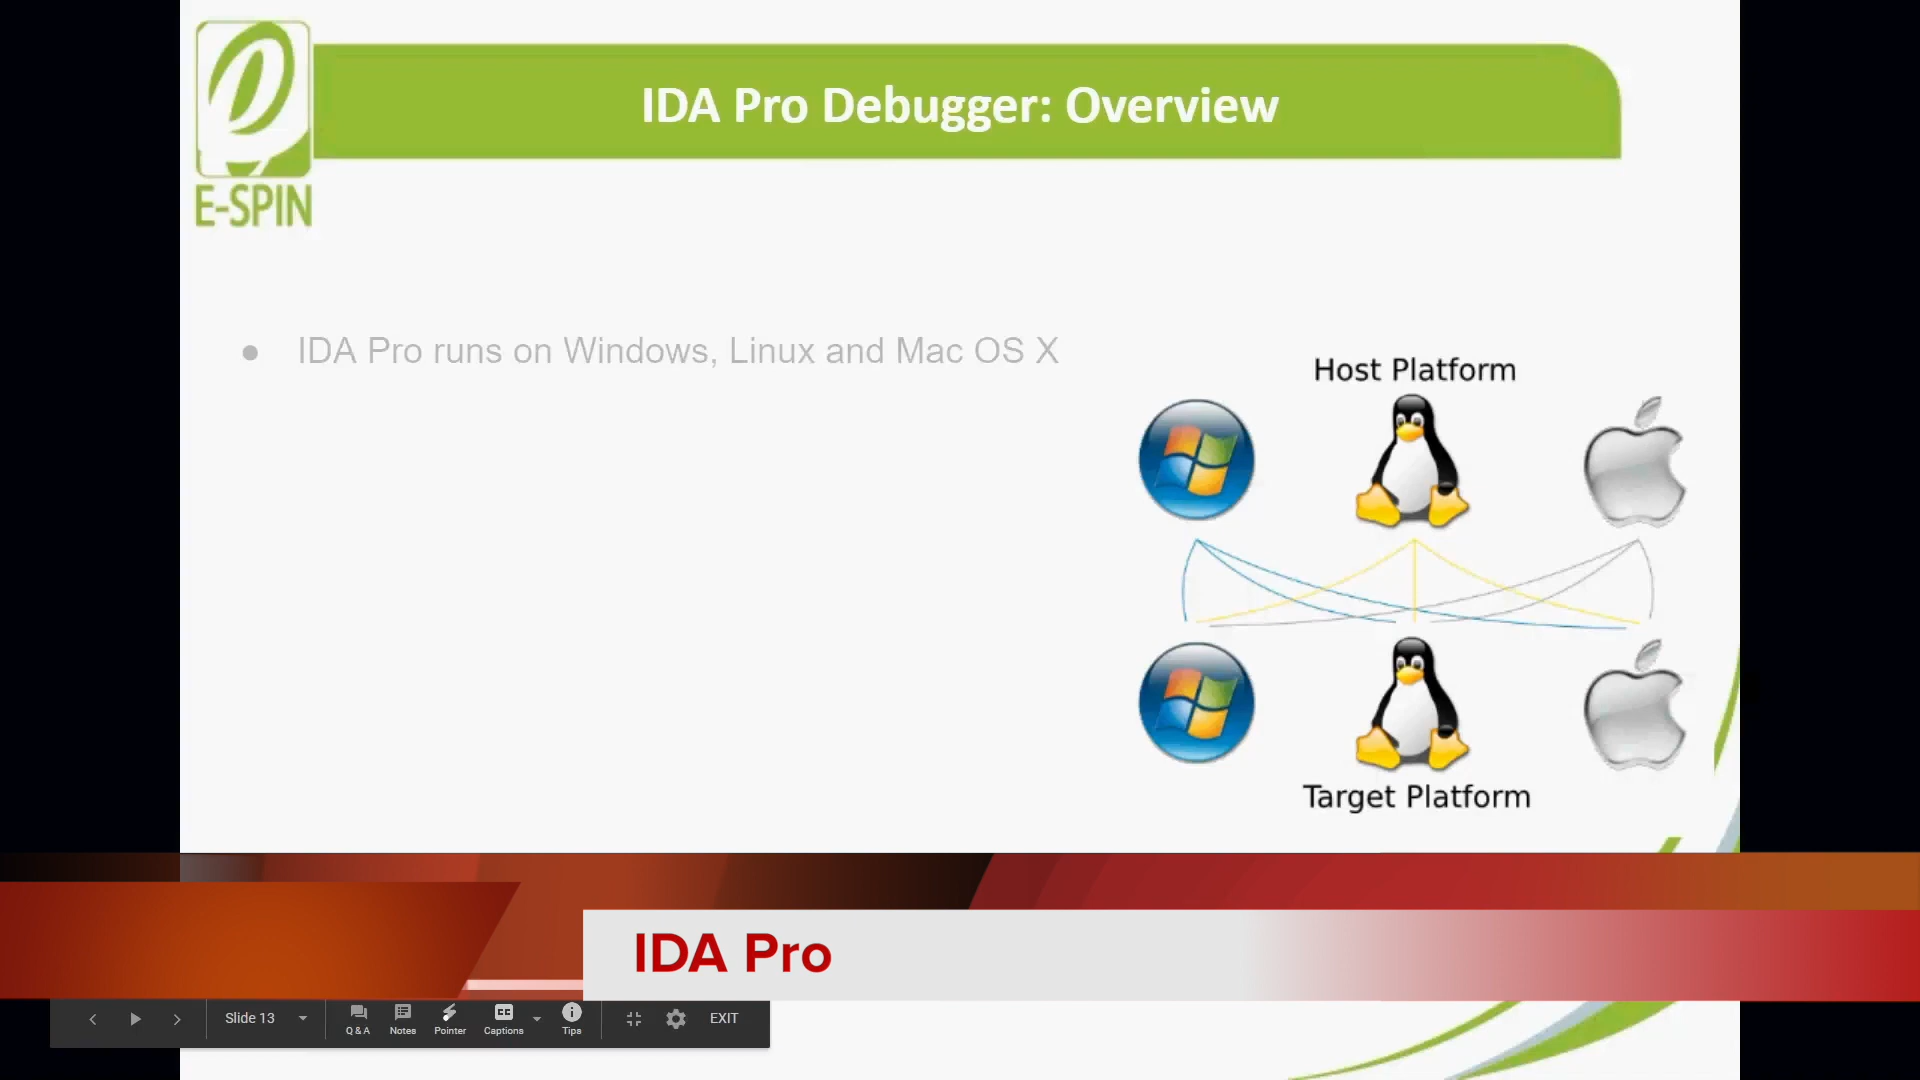 IDA Pro Debugger: Overview
E-SPIN
● IDA Pro runs on Windows, Linux and Mac OS X
Host Platform
Target Platform
IDA Pro
Slide 13
Q & A
Notes
Pointer
CC
Captions
Tips
EXIT